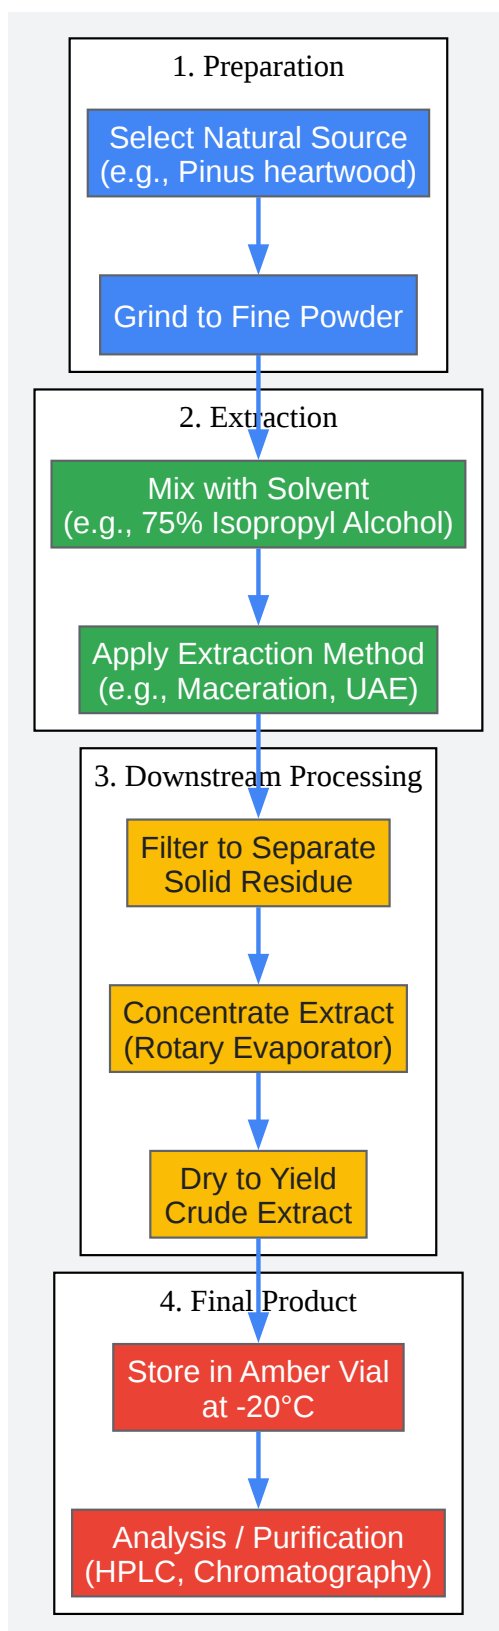 1. Preparation
Select Natural Source
(e.g., Pinus heartwood)
Grind to Fine Powder
2. Extraction
Mix with Solvent
(e.g., 75% Isopropyl Alcohol)
Apply Extraction Method
(e.g., Maceration, UAE)
3. Downstream Processing
Filter to Separate
Solid Residue
Concentrate Extract
(Rotary Evaporator)
Dry to Yield
Crude Extract
4. Final Product
Store in Amber Vial
at -20°C
Analysis / Purification
(HPLC, Chromatography)